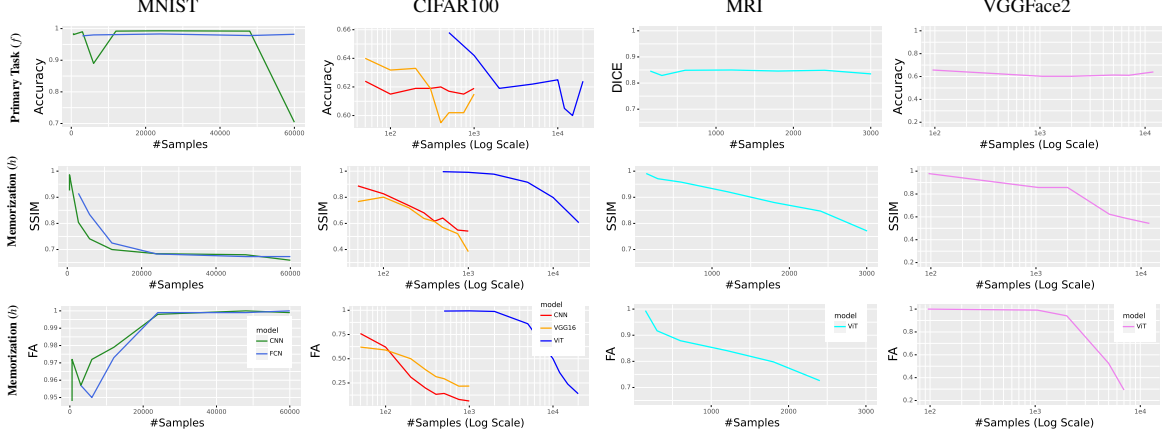 MNIST CIFAR100 MRI VGGFace2
Primary Task (f)
Accuracy
1
0.9
0.8
0.7
0 20000 40000 60000
#Samples
Accuracy
0.66
0.64
0.62
0.60
1e2 1e3 1e4
#Samples (Log Scale)
DICE
1
0.9
0.8
0.7
1000 2000 3000
#Samples
Accuracy
1
0.8
0.6
0.4
0.2
1e2 1e3 1e4
#Samples (Log Scale)
Memorization (h)
SSIM
1
0.9
0.8
0.7
0 20000 40000 60000
#Samples
SSIM
1
0.8
0.6
0.4
1e2 1e3 1e4
#Samples (Log Scale)
SSIM
1
0.9
0.8
0.7
1000 2000 3000
#Samples
SSIM
1
0.8
0.6
0.4
1e2 1e3 1e4
#Samples (Log Scale)
Memorization (h)
FA
1
0.99
0.98
0.97
0.96
0.95
0 20000 40000 60000
#Samples
model
CNN
FCN
FA
1
0.75
0.50
0.25
1e2 1e3 1e4
#Samples (Log Scale)
model
CNN
VGG16
ViT
FA
1
0.9
0.8
0.7
1000 2000 3000
#Samples
model
ViT
FA
1
0.8
0.6
0.4
0.2
1e2 1e3 1e4
#Samples (Log Scale)
model
ViT